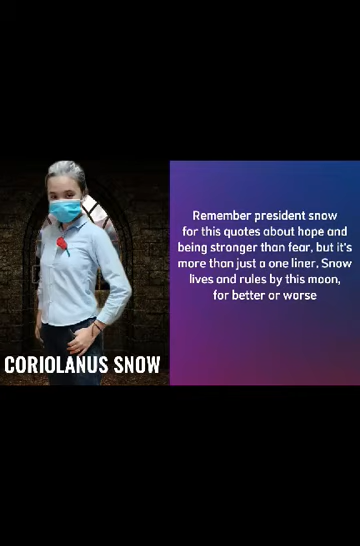 Remember president snow
for this quotes about hope and
being stronger than fear, but it's
more than just a one liner, Snow
lives and rules by this moon,
for better or worse
CORIOLANUS SNOW